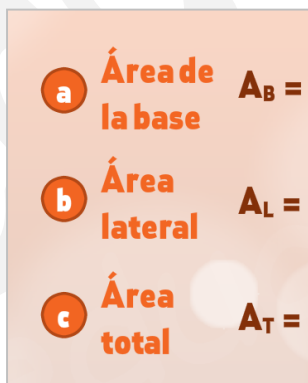 a Área de
la base A_B =
b Área
lateral A_L =
c Área
total A_T =